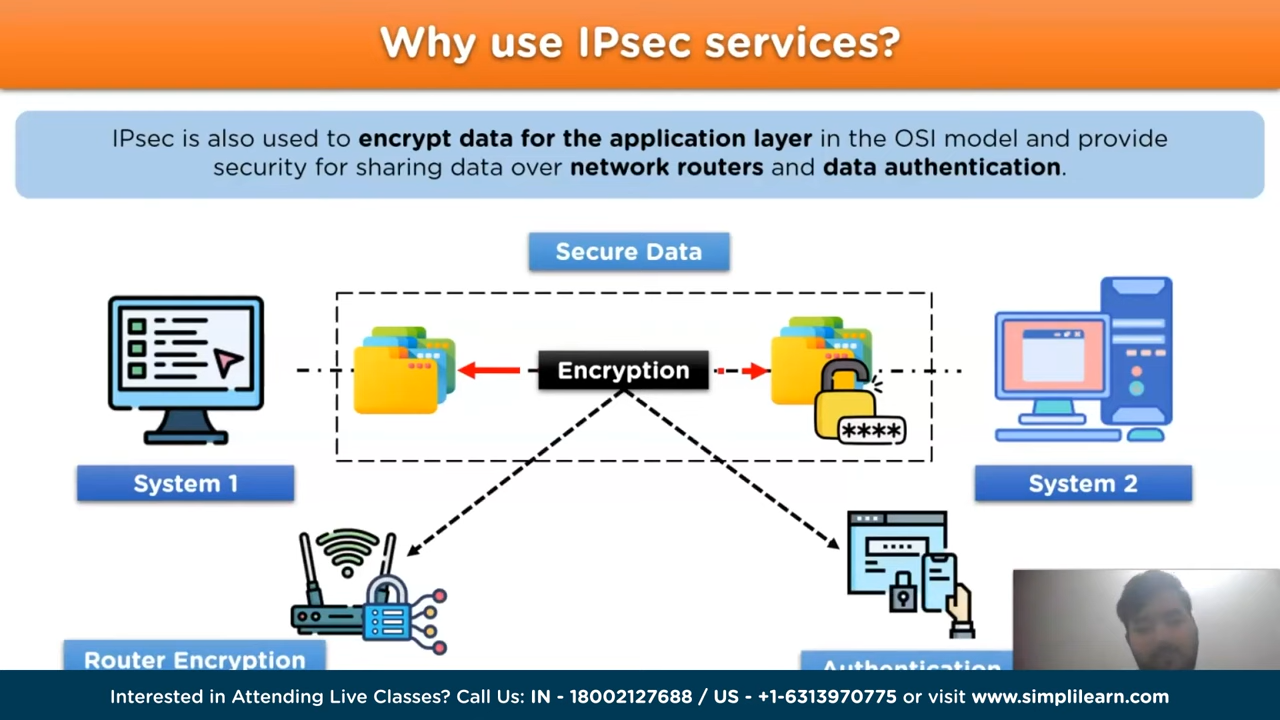 Why use IPsec services?
IPsec is also used to encrypt data for the application layer in the OSI model and provide
security for sharing data over network routers and data authentication.
Secure Data
Encryption
****
System 1
System 2
Router Encryption
Authentication
Interested in Attending Live Classes? Call Us: IN - 18002127688 / US - +1-6313970775 or visit www.simplilearn.com